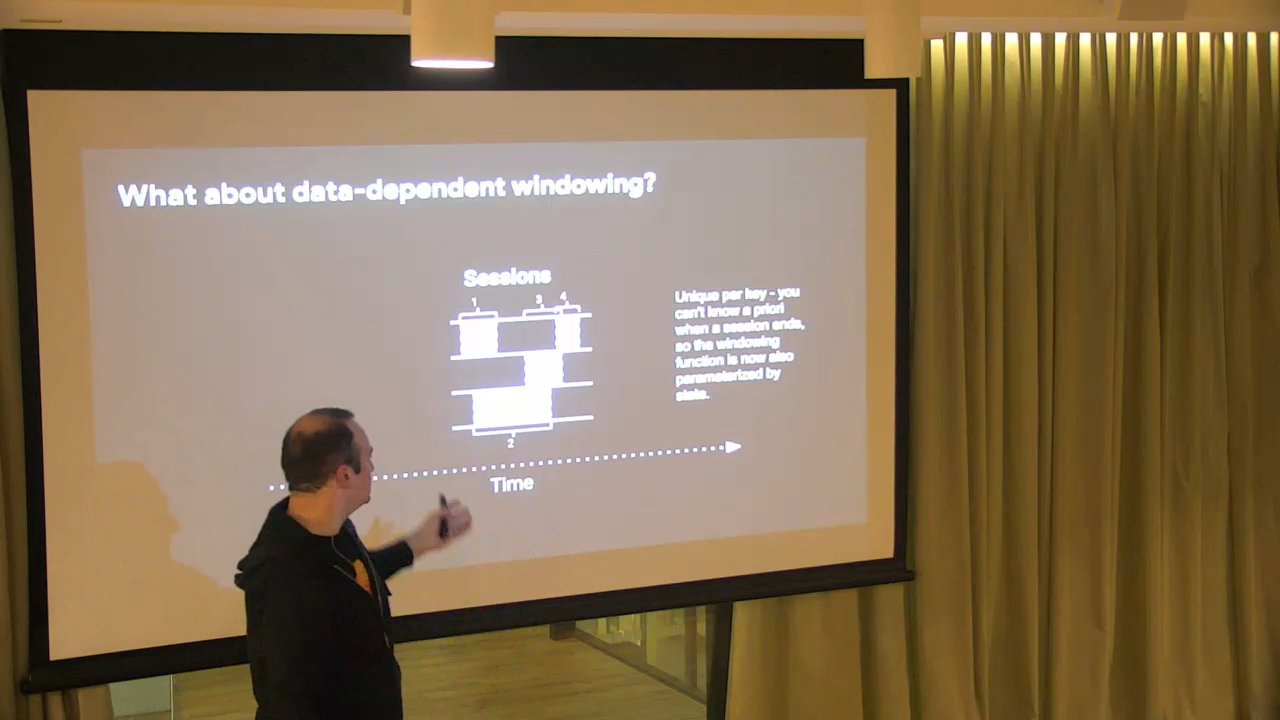 What about data-dependent windowing?
Sessions
1 3 4
2
Unique per key - you
can't know a priori
when a session ends,
so the windowing
function is now also
parameterized by
state.
Time